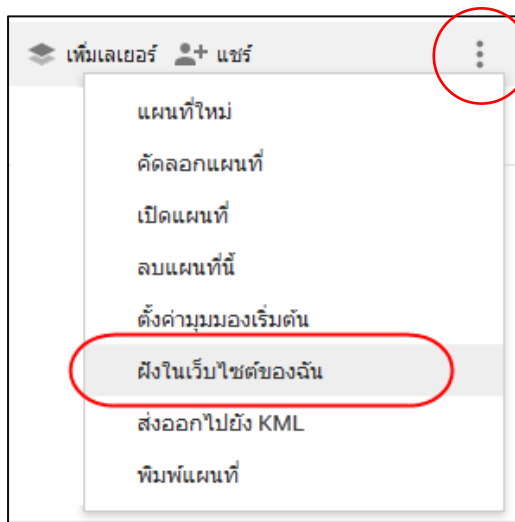 เพิ่มเลเยอร์ แชร์
แผนที่ใหม่
คัดลอกแผนที่
เปิดแผนที่
ลบแผนที่นี้
ตั้งค่ามุมมองเริ่มต้น
ฝังในเว็บไซต์ของฉัน
ส่งออกไปยัง KML
พิมพ์แผนที่